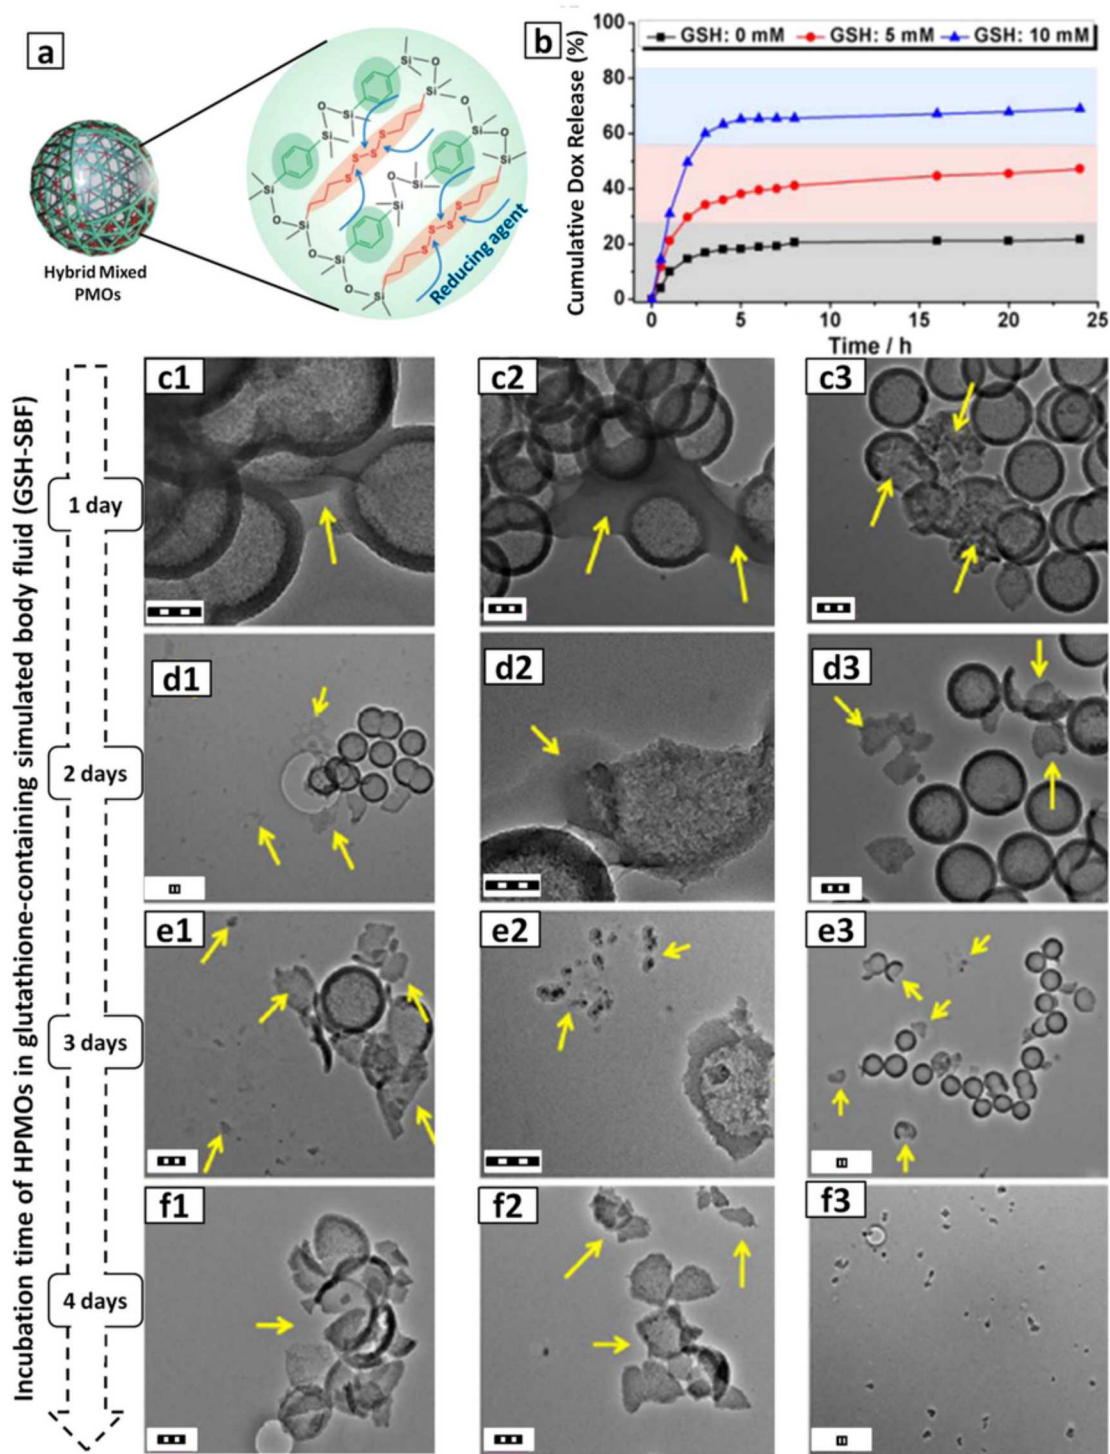 a
Hybrid Mixed
PMOs
Si
O
S
Reducing agent
b
GSH: 0 mM
GSH: 5 mM
GSH: 10 mM
Cumulative Dox Release (%)
100
80
60
40
20
0
0
5
10
15
20
25
Time / h
Incubation time of HPMOs in glutathione-containing simulated body fluid (GSH-SBF)
c1
c2
c3
1 day
d1
d2
d3
2 days
e1
e2
e3
3 days
f1
f2
f3
4 days